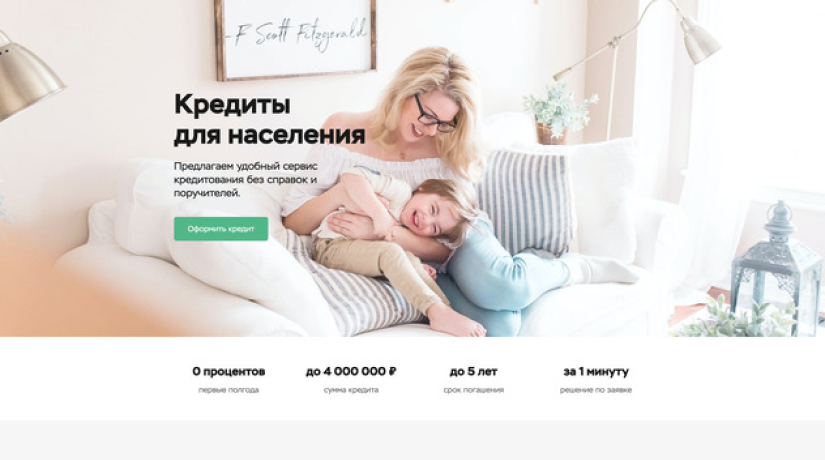 -F Scott Fitzgerald
Кредиты
для населения
Предлагаем удобный сервис
кредитования без справок и
поручителей.
Оформить кредит
0 процентов
до 4 000 000 ₽
до 5 лет
за 1 минуту
первые полгода
сумма кредита
срок погашения
решение по заявке